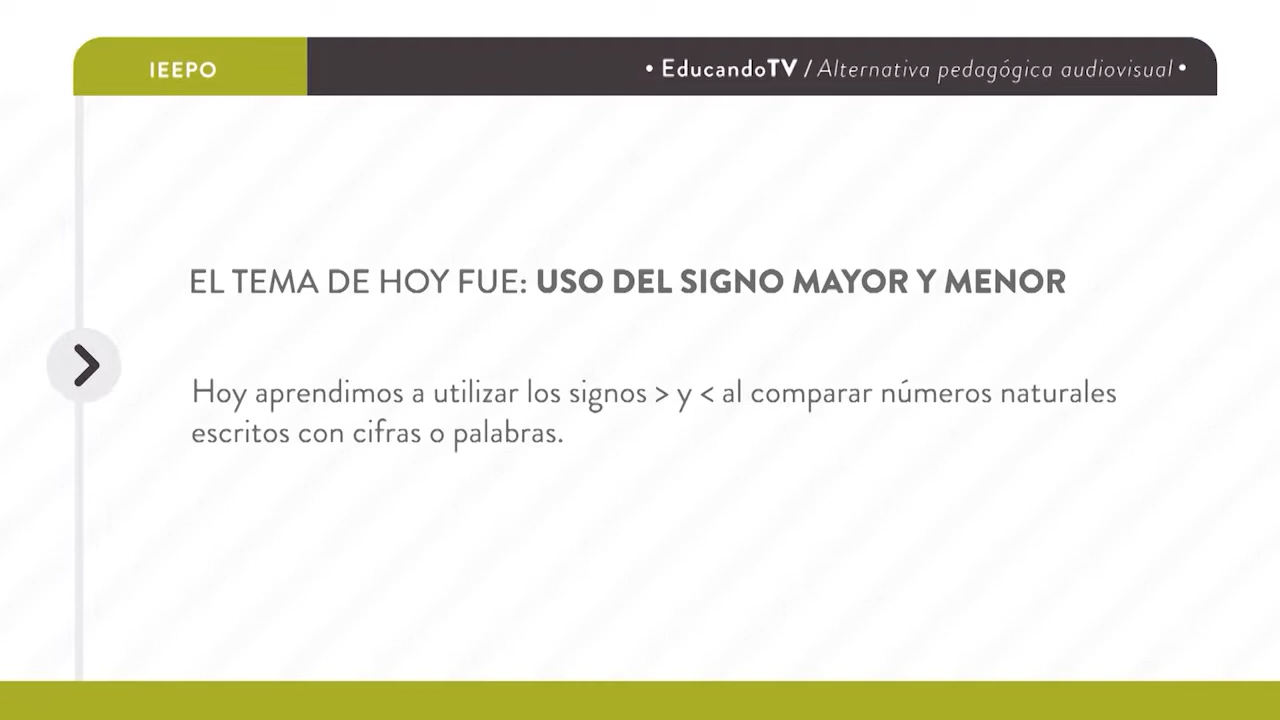 IEEPO
• EducandoTV / Alternativa pedagógica audiovisual •
EL TEMA DE HOY FUE: USO DEL SIGNO MAYOR Y MENOR
Hoy aprendimos a utilizar los signos > y < al comparar números naturales
escritos con cifras o palabras.